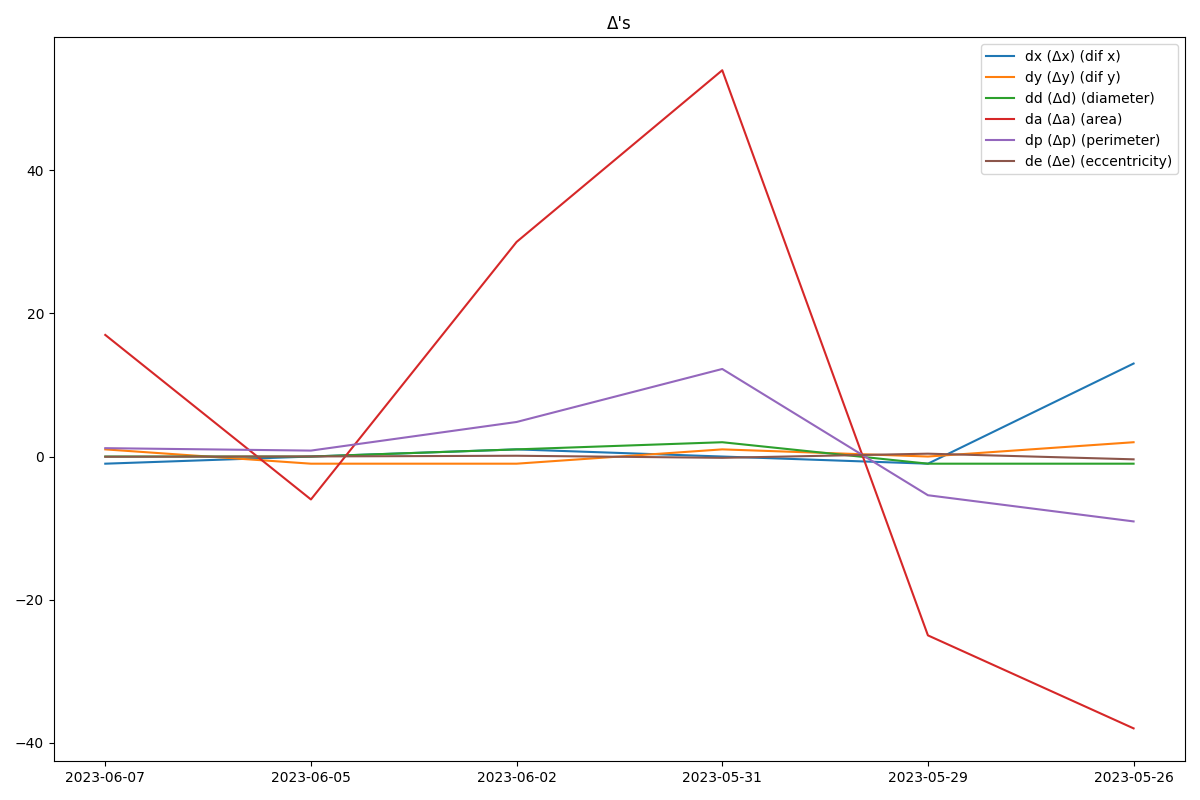 Δ's
dx (Δx) (dif x)
dy (Δy) (dif y)
dd (Δd) (diameter)
da (Δa) (area)
dp (Δp) (perimeter)
de (Δe) (eccentricity)
40
20
0
−20
−40
2023-06-07 2023-06-05 2023-06-02 2023-05-31 2023-05-29 2023-05-26